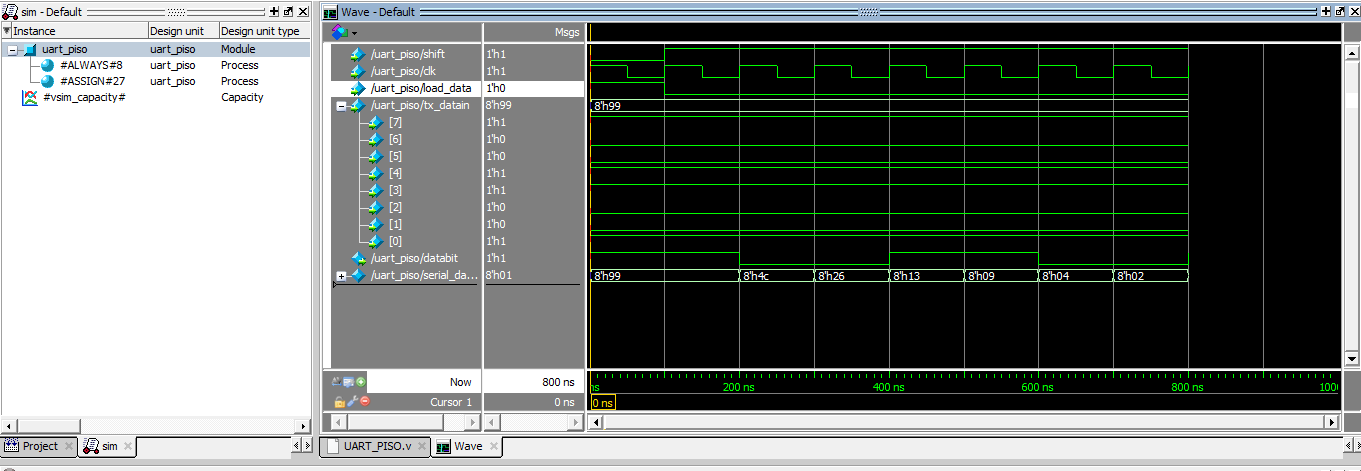 sim - Default
Instance Design unit Design unit type
uart_piso uart_piso Module
#ALWAYS#8 uart_piso Process
#ASSIGN#27 uart_piso Process
#vsim_capacity# Capacity
Project sim
Wave - Default
Msgs
/uart_piso/shift 1'h1
/uart_piso/clk 1'h1
/uart_piso/load_data 1'h0
/uart_piso/tx_datain 8'h99 8'h99
[7] 1'h1
[6] 1'h0
[5] 1'h0
[4] 1'h1
[3] 1'h1
[2] 1'h0
[1] 1'h0
[0] 1'h1
/uart_piso/databit 1'h1
/uart_piso/serial_da... 8'h01 8'h99 8'h4c 8'h26 8'h13 8'h09 8'h04 8'h02
Now 800 ns ns 200 ns 400 ns 600 ns 800 ns 1000
Cursor 1 0 ns 0 ns
UART_PISO.v Wave